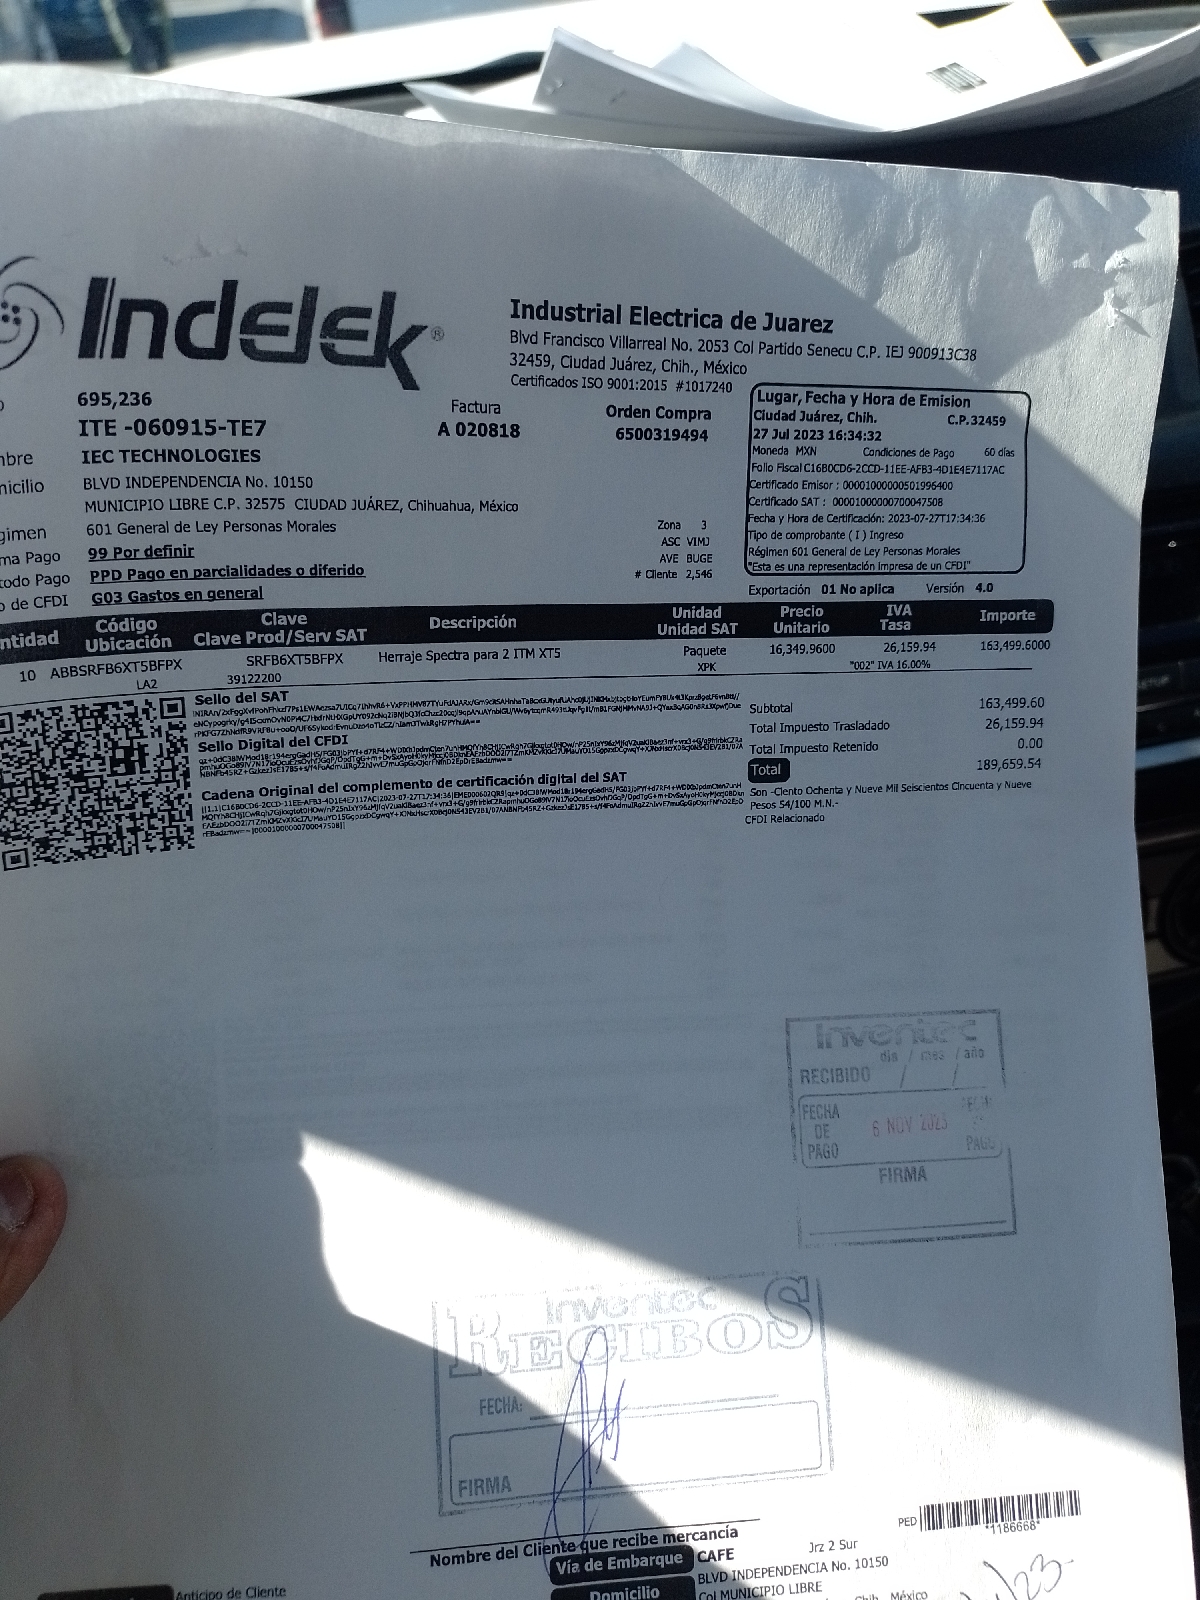 Indelek®
Industrial Electrica de Juarez
Blvd Francisco Villarreal No. 2053 Col Partido Senecu C.P. IEJ 900913C38
32459, Ciudad Juárez, Chih., México
Certificados ISO 9001:2015 #1017240
695,236
ITE -060915-TE7
Factura
A 020818
Orden Compra
6500319494
Lugar, Fecha y Hora de Emision
Ciudad Juárez, Chih. C.P.32459
27 Jul 2023 16:34:32
Moneda MXN Condiciones de Pago 60 días
Folio Fiscal C16B0CD6-2CCD-11EE-AFB3-4D1E4E7117AC
Certificado Emisor : 00001000000501996400
Certificado SAT : 00001000000700047508
Fecha y Hora de Certificación: 2023-07-27T17:34:36
Tipo de comprobante ( I ) Ingreso
Régimen 601 General de Ley Personas Morales
"Esta es una representación impresa de un CFDI"
mbre IEC TECHNOLOGIES
micilio BLVD INDEPENDENCIA No. 10150
MUNICIPIO LIBRE C.P. 32575 CIUDAD JUÁREZ, Chihuahua, México
gimen 601 General de Ley Personas Morales
ma Pago 99 Por definir
todo Pago PPD Pago en parcialidades o diferido
o de CFDI G03 Gastos en general
Zona 3
ASC VIMJ
AVE BUGE
# Cliente 2,546
Exportación 01 No aplica Versión 4.0
ntidad Código Ubicación Clave Clave Prod/Serv SAT Descripción Unidad Unidad SAT Precio Unitario IVA Tasa Importe
10 ABBSRFB6XT5BFPX SRFB6XT5BFPX Herraje Spectra para 2 ITM XT5 Paquete 16,349.9600 26,159.94 163,499.6000
LA2 39122200 XPK "002" IVA 16.00%
Sello del SAT
Sello Digital del CFDI
Cadena Original del complemento de certificación digital del SAT
Subtotal 163,499.60
Total Impuesto Trasladado 26,159.94
Total Impuesto Retenido 0.00
Total 189,659.54
Son -Ciento Ochenta y Nueve Mil Seiscientos Cincuenta y Nueve
Pesos 54/100 M.N.-
CFDI Relacionado
Inventec
dia / mes / año
RECIBIDO / /
FECHA DE PAGO 6 NOV 2023
PAGO
FIRMA
Inventec
RECIBOS
FECHA:
FIRMA
PED *1186668*
Nombre del Cliente que recibe mercancía
Vía de Embarque CAFE Jrz 2 Sur
Domicilio BLVD INDEPENDENCIA No. 10150
Col MUNICIPIO LIBRE
Chih. México
Anticipo de Cliente